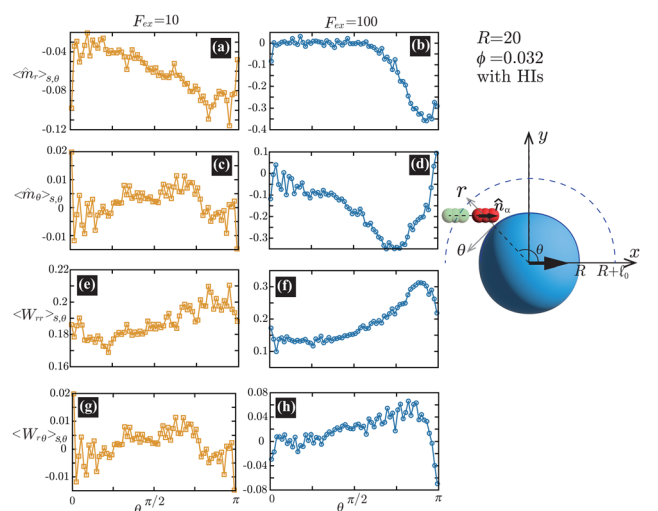 F_ex=10
F_ex=100
(a)
-0.04
-0.08
-0.12
<m̂_r>_s,θ
(b)
0
-0.1
-0.2
-0.3
-0.4
(c)
0.02
0.01
0
-0.01
<m̂_θ>_s,θ
(d)
0.1
0
-0.1
-0.2
-0.3
(e)
0.22
0.2
0.18
0.16
<W_rr>_s,θ
(f)
0.3
0.2
0.1
(g)
0.02
0.01
0
-0.01
<W_rθ>_s,θ
(h)
0.08
0.04
0
-0.04
-0.08
0 θ π/2 π
0 θ π/2 π
R=20
ϕ=0.032
with HIs
y
r
n̂_α
θ
θ
x
R
R+ℓ_0